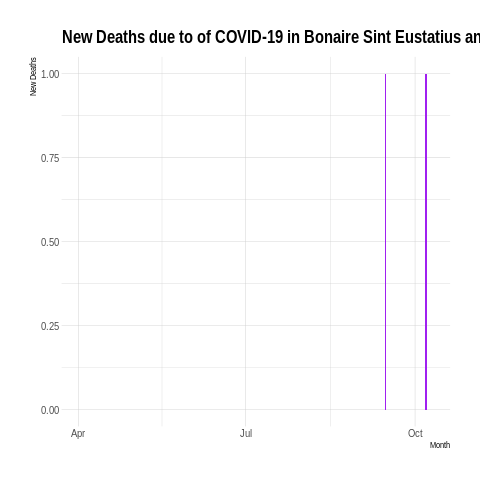 New Deaths due to of COVID-19 in Bonaire Sint Eustatius an
New Deaths
1.00
0.75
0.50
0.25
0.00
Apr
Jul
Oct
Month